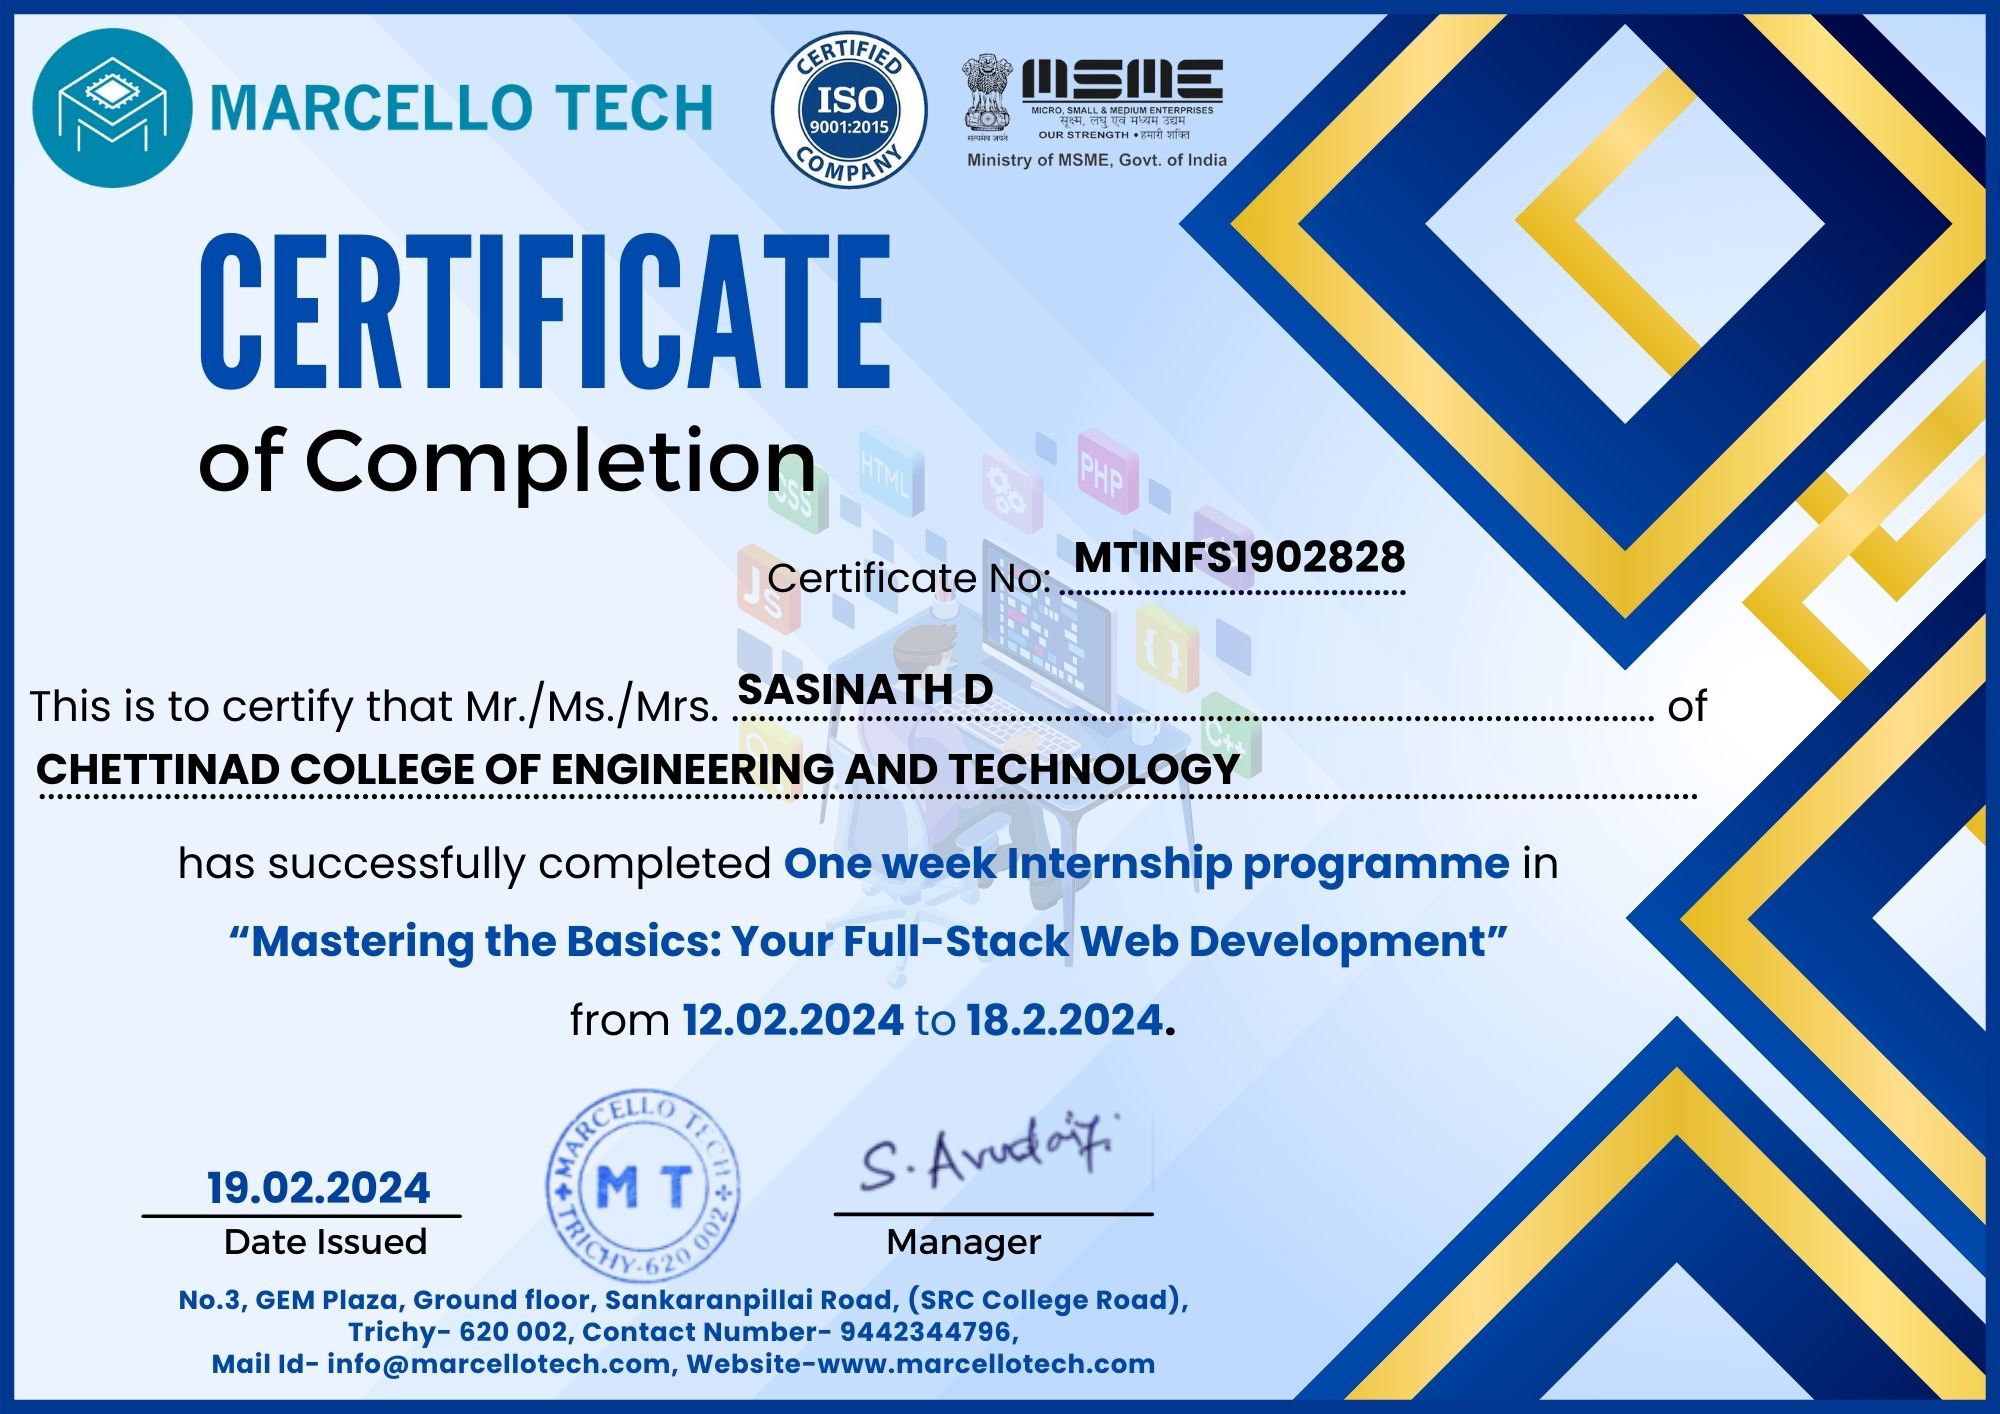 MARCELLO TECH
CERTIFIED
ISO
9001:2015
COMPANY
सत्यमेव जयते
MSME
MICRO, SMALL & MEDIUM ENTERPRISES
सूक्ष्म, लघु एवं मध्यम उद्यम
OUR STRENGTH • हमारी शक्ति
Ministry of MSME, Govt. of India
CERTIFICATE
of Completion
CSS
HTML
PHP
Js
{ }
C++
Certificate No: MTINFS1902828
This is to certify that Mr./Ms./Mrs. SASINATH D of
CHETTINAD COLLEGE OF ENGINEERING AND TECHNOLOGY
has successfully completed One week Internship programme in
“Mastering the Basics: Your Full-Stack Web Development”
from 12.02.2024 to 18.2.2024.
19.02.2024
Date Issued
MARCELLO TECH
M T
TRICHY-620 002
S. Avudai
Manager
No.3, GEM Plaza, Ground floor, Sankaranpillai Road, (SRC College Road),
Trichy- 620 002, Contact Number- 9442344796,
Mail Id- info@marcellotech.com, Website-www.marcellotech.com